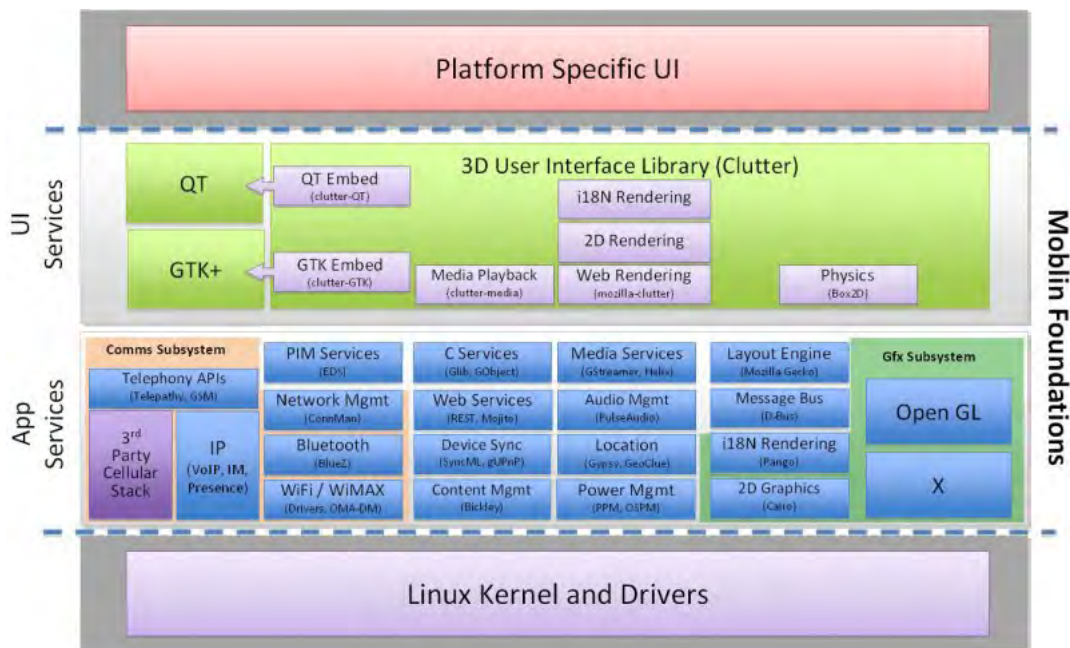 Platform Specific UI
UI
Services
3D User Interface Library (Clutter)
QT
QT Embed
(clutter-QT)
i18N Rendering
2D Rendering
GTK+
GTK Embed
(clutter-GTK)
Media Playback
(clutter-media)
Web Rendering
(mozilla-clutter)
Physics
(Box2D)
Moblin Foundations
App
Services
Comms Subsystem
Telephony APIs
(Telepathy, GSM)
3rd
Party
Cellular
Stack
IP
(VoIP, IM,
Presence)
PIM Services
(EDS)
Network Mgmt
(ConnMan)
Bluetooth
(BlueZ)
WiFi / WiMAX
(Drivers, OMA-DM)
C Services
(Glib, GObject)
Web Services
(REST, Mojito)
Device Sync
(SyncML, gUPnP)
Content Mgmt
(Bickley)
Media Services
(GStreamer, Helix)
Audio Mgmt
(PulseAudio)
Location
(Gypsy, GeoClue)
Power Mgmt
(PPM, OSPM)
Layout Engine
(Mozilla Gecko)
Message Bus
(D-Bus)
i18N Rendering
(Pango)
2D Graphics
(Cairo)
Gfx Subsystem
Open GL
X
Linux Kernel and Drivers